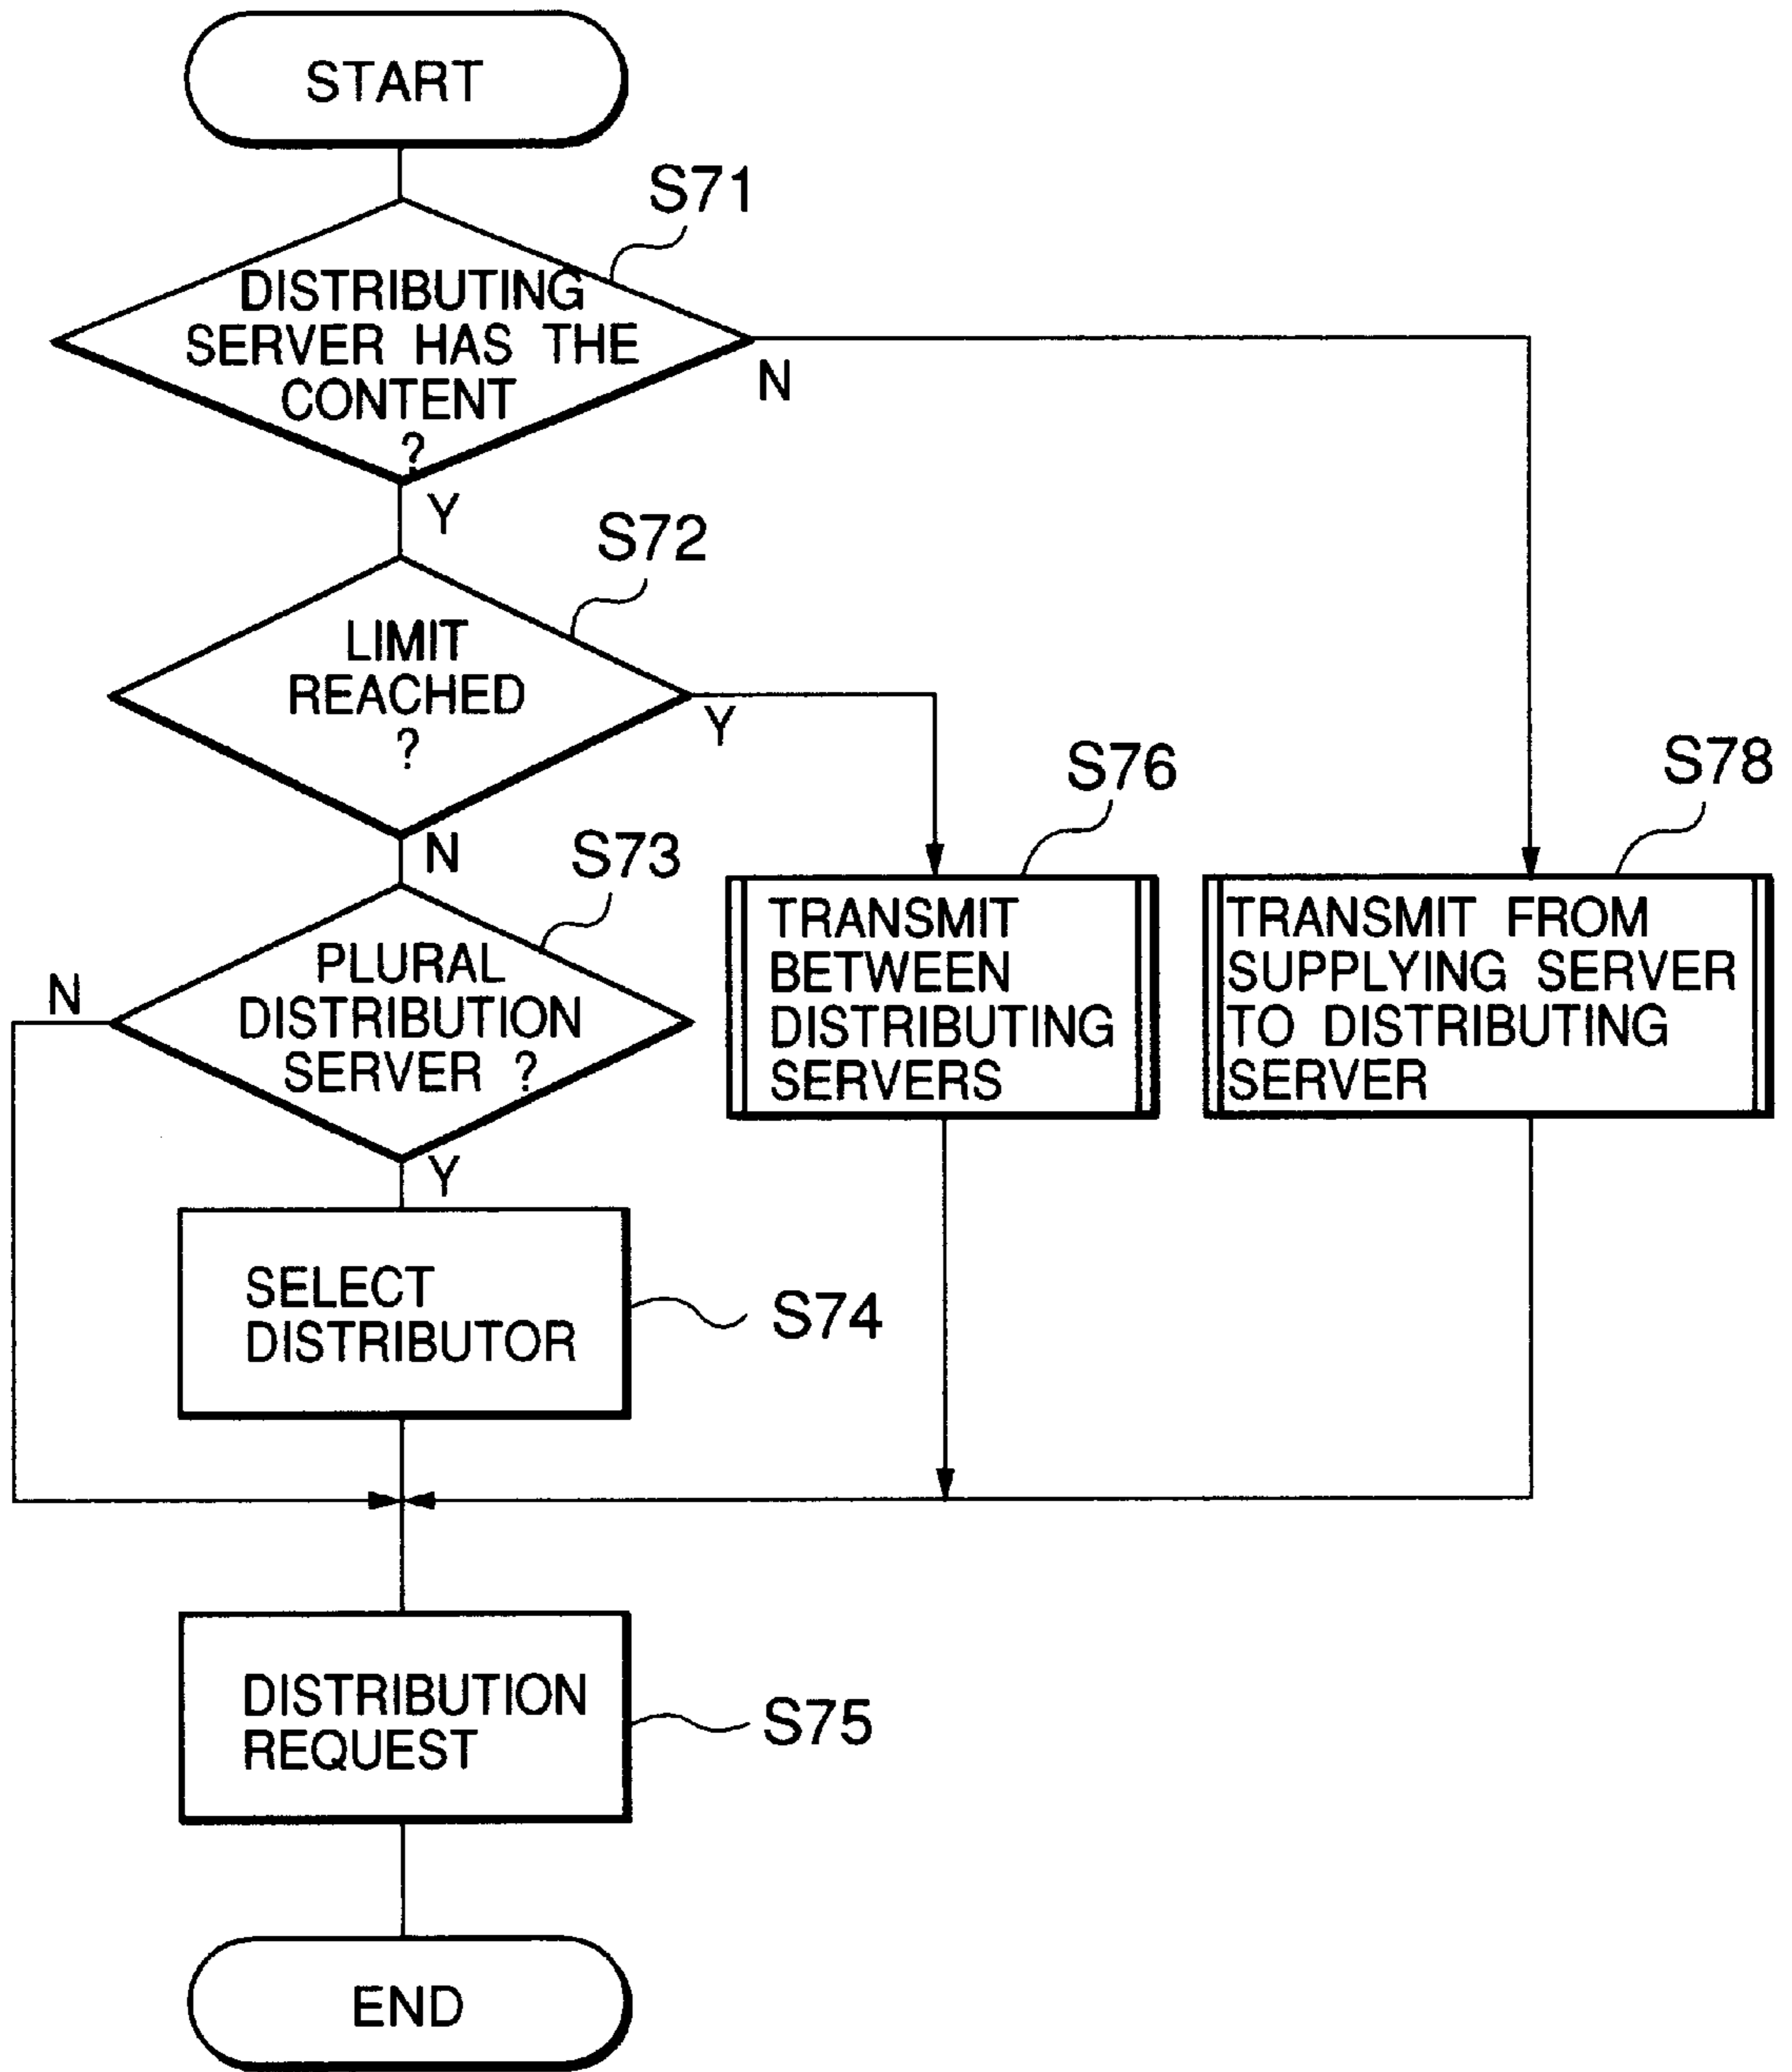 START
S71
DISTRIBUTING
SERVER HAS THE
CONTENT
?
N
Y
S72
LIMIT
REACHED
?
Y
N
S76
S78
S73
PLURAL
DISTRIBUTION
SERVER ?
N
Y
TRANSMIT
BETWEEN
DISTRIBUTING
SERVERS
TRANSMIT FROM
SUPPLYING SERVER
TO DISTRIBUTING
SERVER
SELECT
DISTRIBUTOR
S74
DISTRIBUTION
REQUEST
S75
END